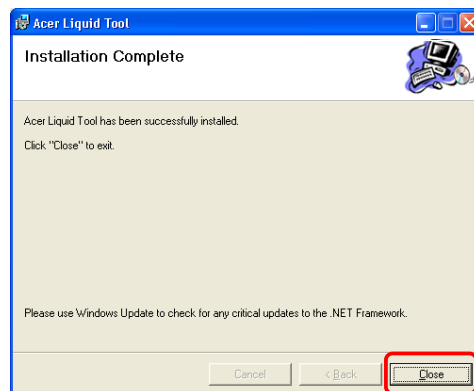 Acer Liquid Tool
Installation Complete
Acer Liquid Tool has been successfully installed.
Click "Close" to exit.
Please use Windows Update to check for any critical updates to the .NET Framework.
Cancel < Back Close